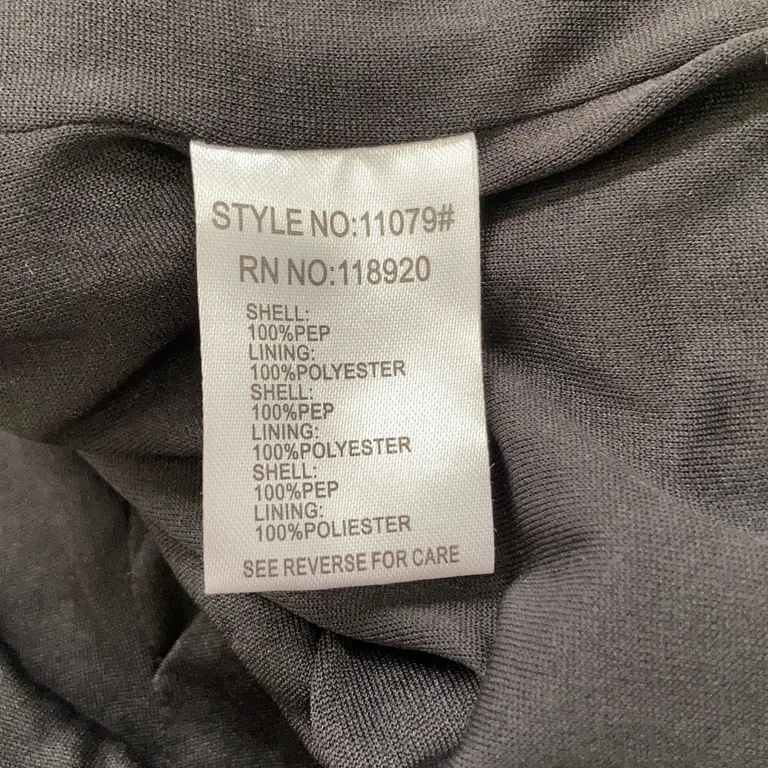 STYLE NO:11079#
RN NO:118920
SHELL:
100%PEP
LINING:
100%POLYESTER
SHELL:
100%PEP
LINING:
100%POLYESTER
SHELL:
100%PEP
LINING:
100%POLIESTER
SEE REVERSE FOR CARE